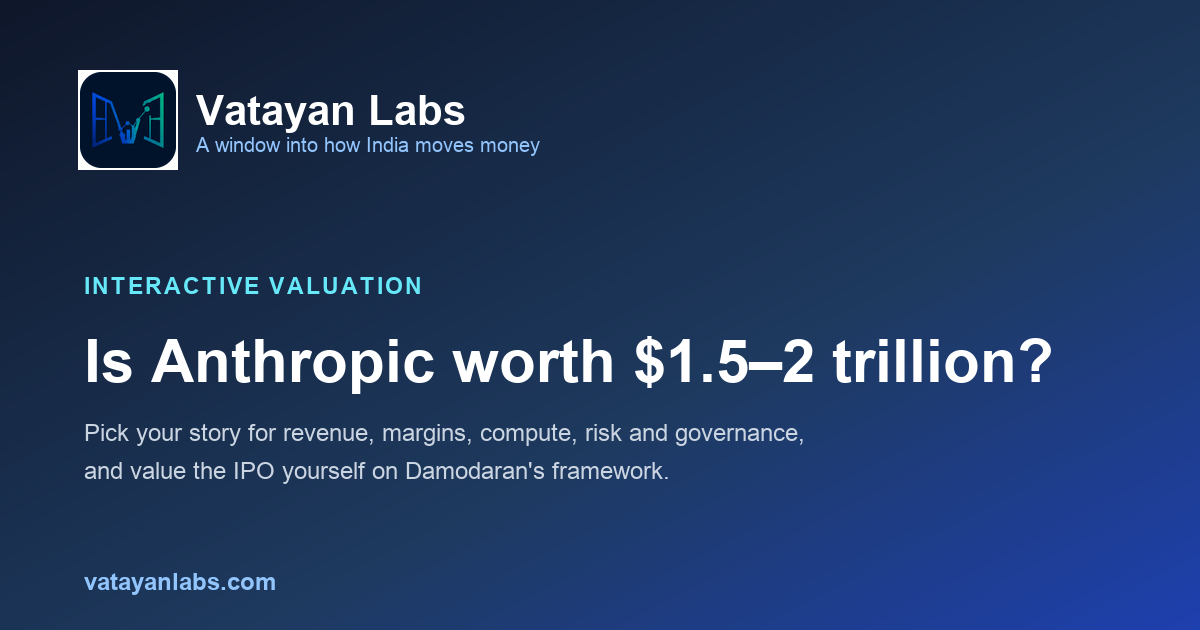 Vatayan Labs
A window into how India moves money
INTERACTIVE VALUATION
Is Anthropic worth $1.5–2 trillion?
Pick your story for revenue, margins, compute, risk and governance,
and value the IPO yourself on Damodaran's framework.
vatayanlabs.com